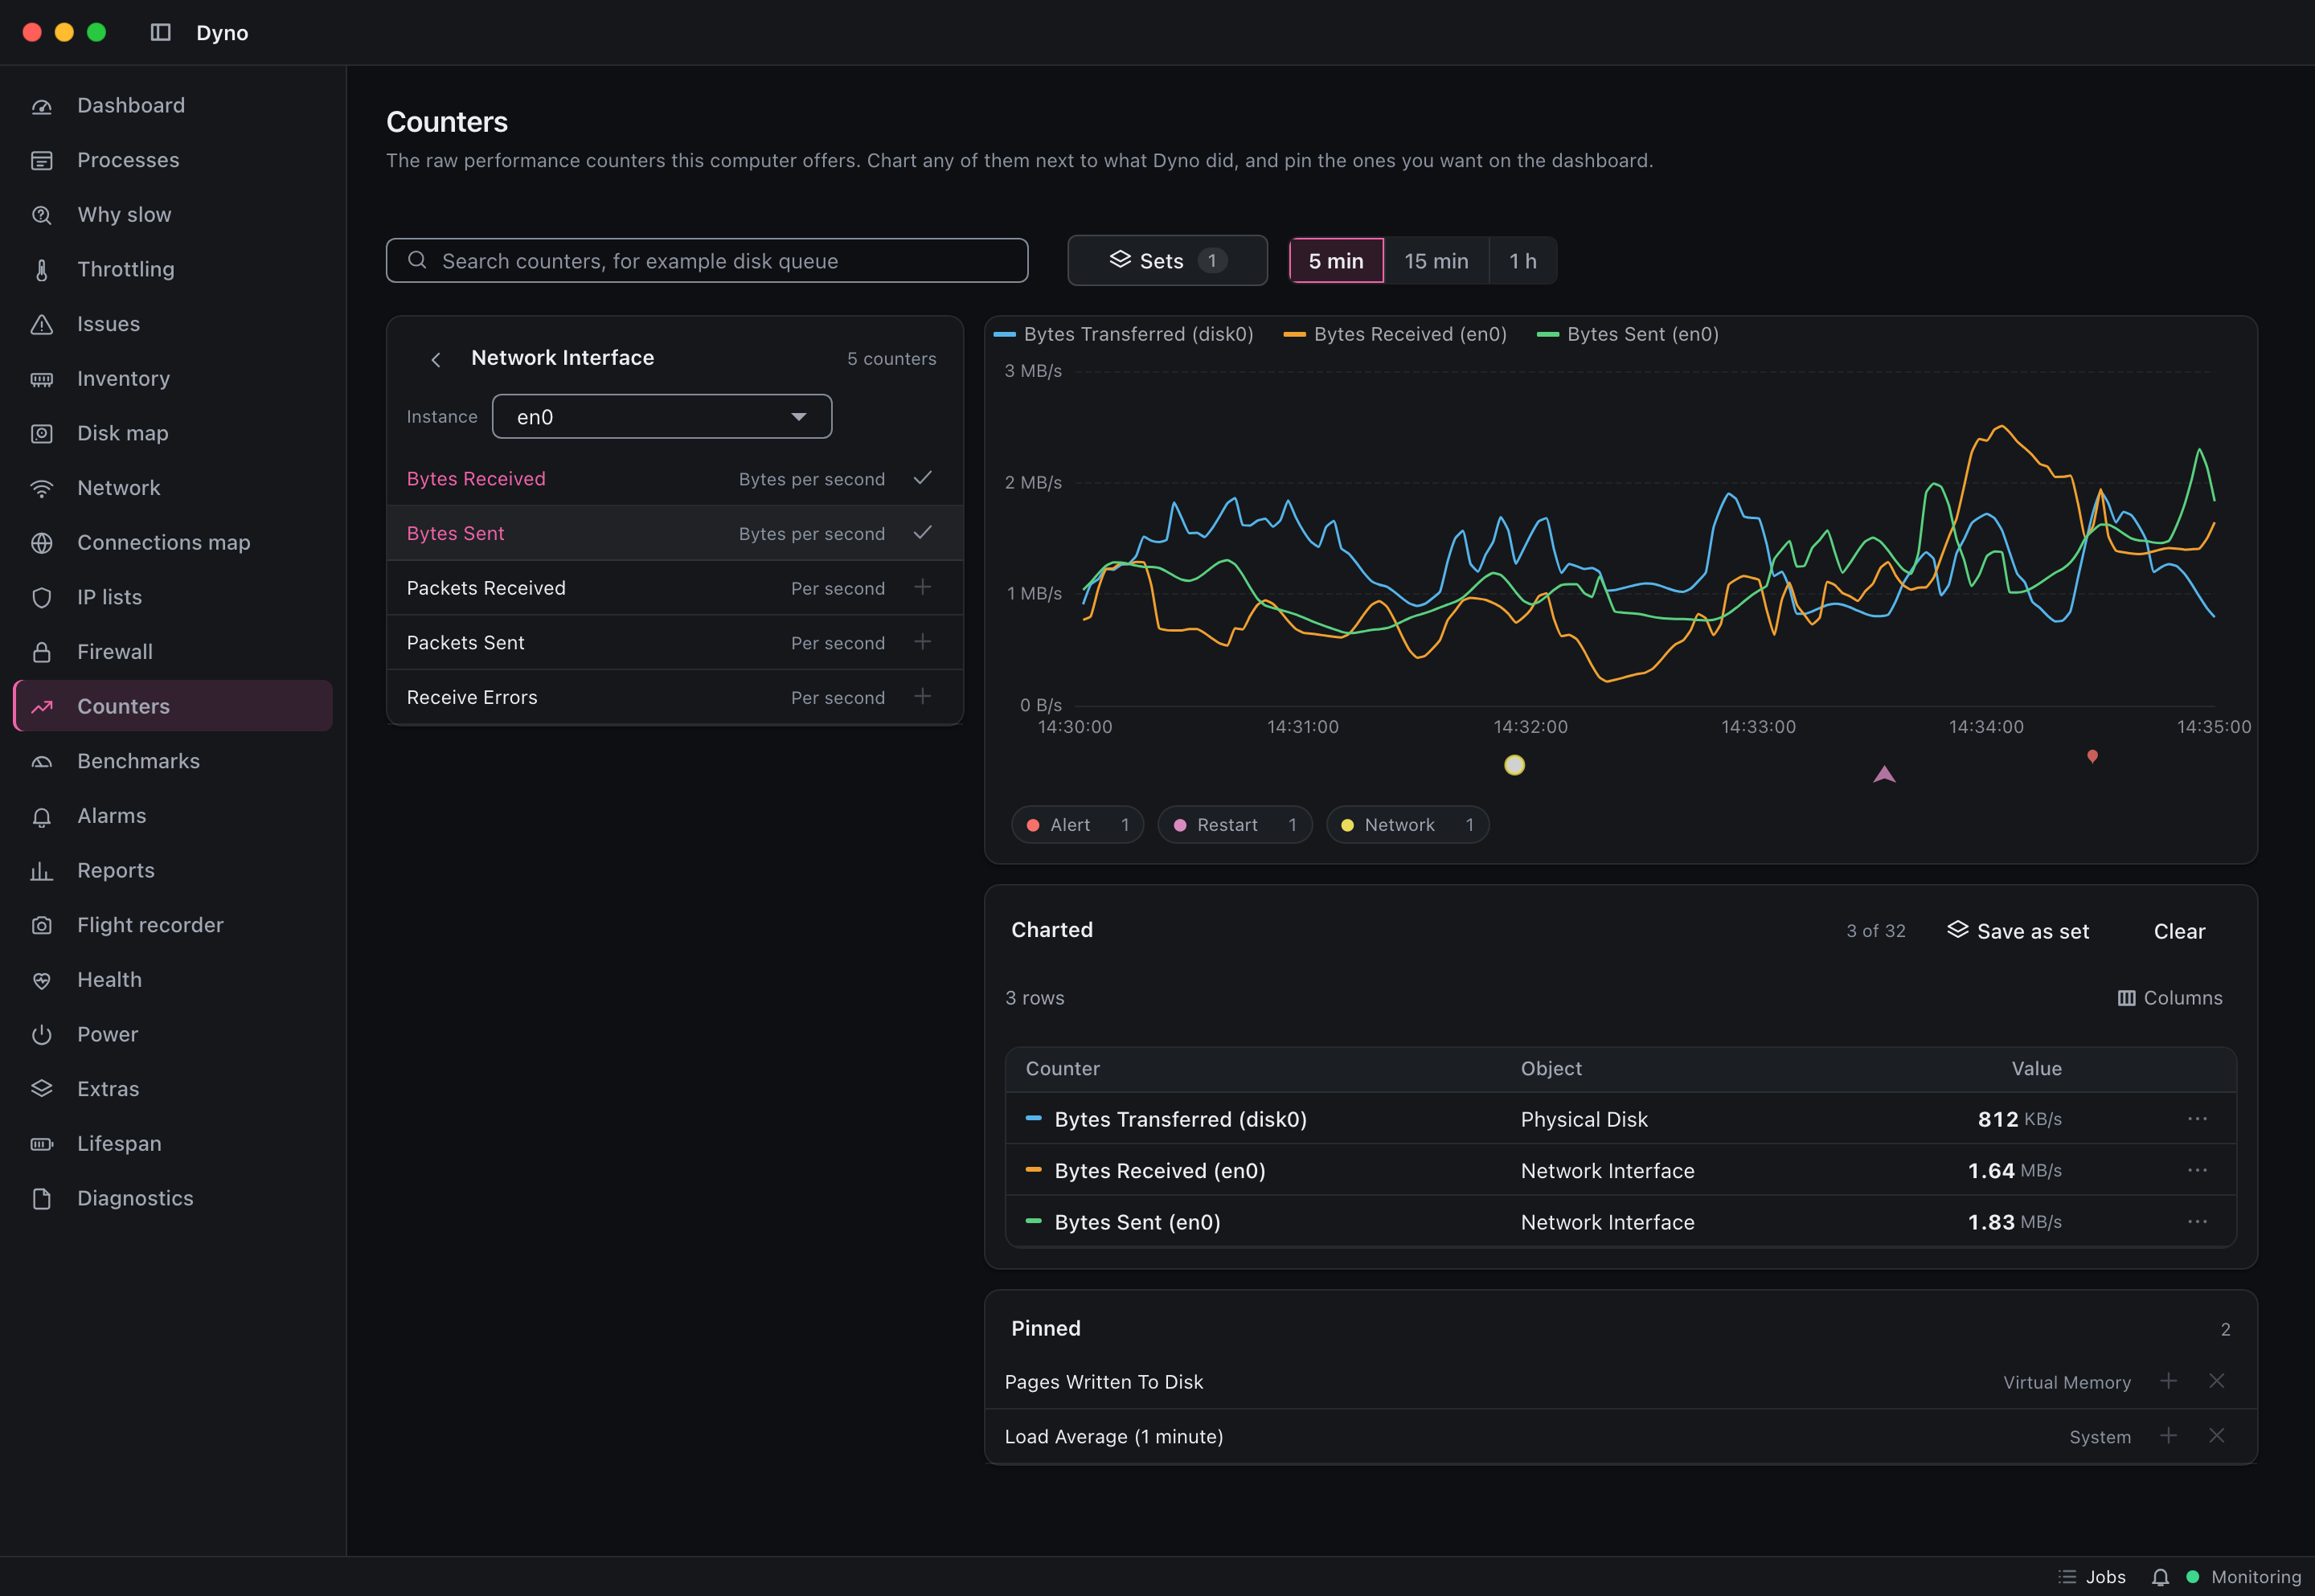 Dyno
Dashboard
Processes
Why slow
Throttling
Issues
Inventory
Disk map
Network
Connections map
IP lists
Firewall
Counters
Benchmarks
Alarms
Reports
Flight recorder
Health
Power
Extras
Lifespan
Diagnostics
Counters
The raw performance counters this computer offers. Chart any of them next to what Dyno did, and pin the ones you want on the dashboard.
Search counters, for example disk queue
Sets 1
5 min 15 min 1 h
Network Interface 5 counters
Instance en0
Bytes Received Bytes per second
Bytes Sent Bytes per second
Packets Received Per second
Packets Sent Per second
Receive Errors Per second
Bytes Transferred (disk0) Bytes Received (en0) Bytes Sent (en0)
3 MB/s
2 MB/s
1 MB/s
0 B/s
14:30:00 14:31:00 14:32:00 14:33:00 14:34:00 14:35:00
Alert 1 Restart 1 Network 1
Charted 3 of 32 Save as set Clear
3 rows Columns
Counter Object Value
Bytes Transferred (disk0) Physical Disk 812 KB/s
Bytes Received (en0) Network Interface 1.64 MB/s
Bytes Sent (en0) Network Interface 1.83 MB/s
Pinned 2
Pages Written To Disk Virtual Memory
Load Average (1 minute) System
Jobs Monitoring